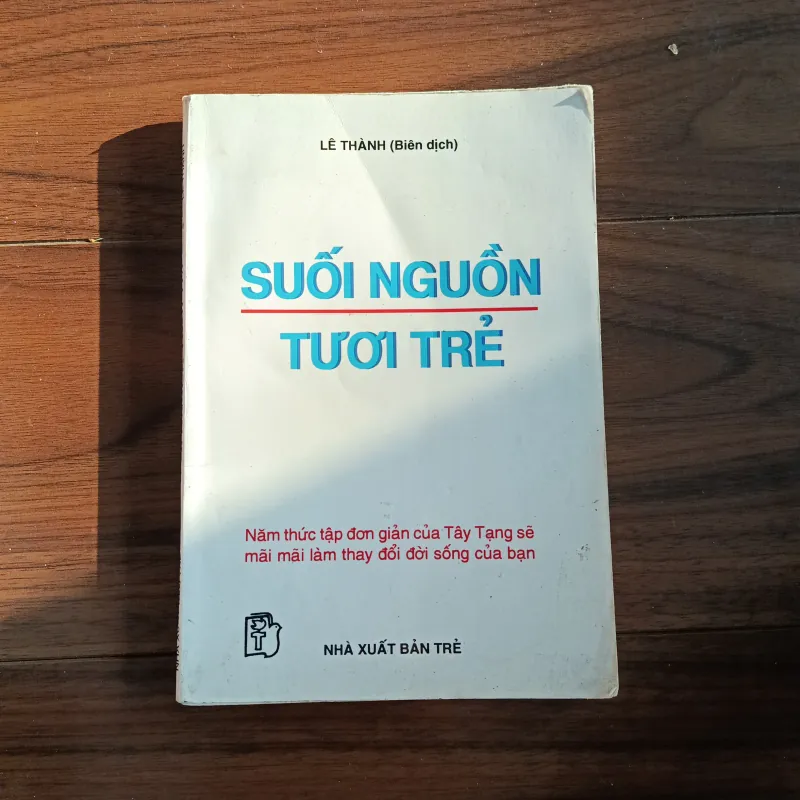 LÊ THÀNH (Biên dịch)
SUỐI NGUỒN
TƯƠI TRẺ
Năm thức tập đơn giản của Tây Tạng sẽ
mãi mãi làm thay đổi đời sống của bạn
NHÀ XUẤT BẢN TRẺ